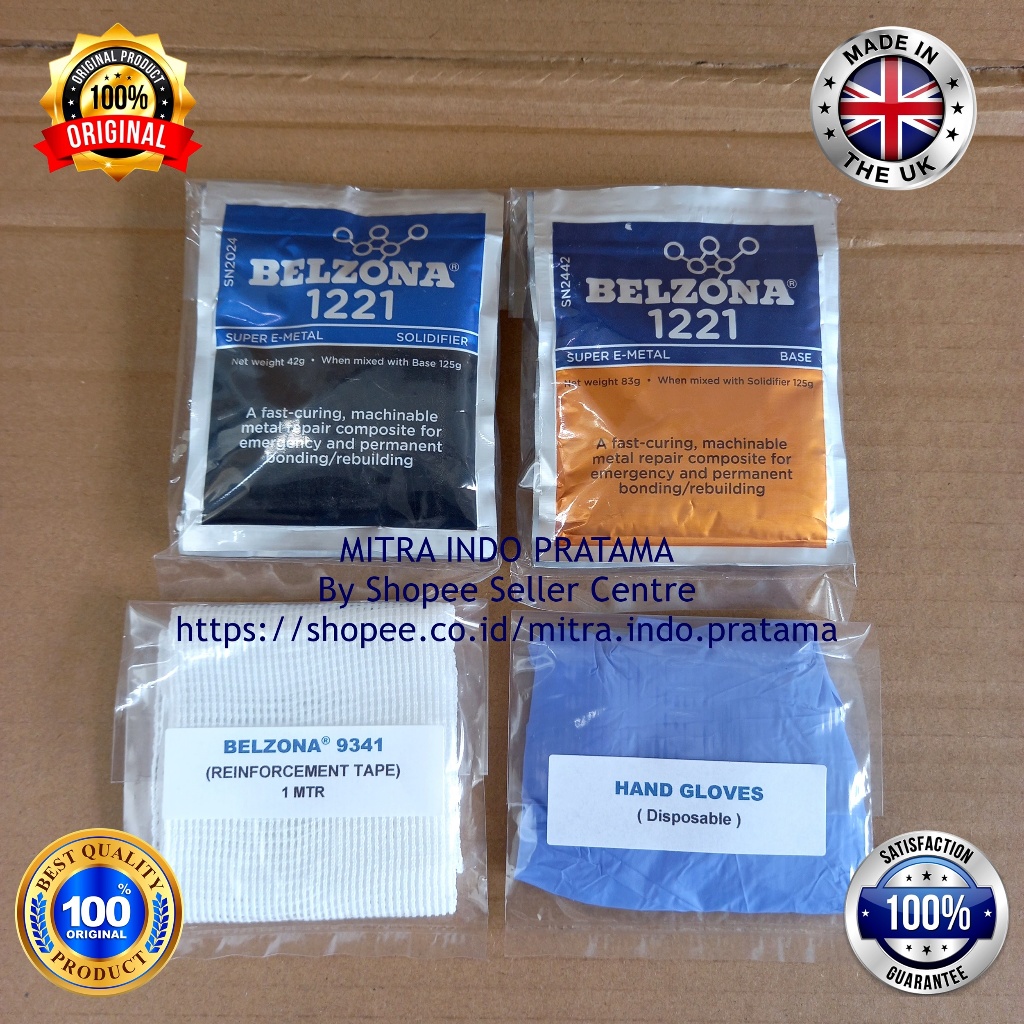 ORIGINAL PRODUCT
100%
ORIGINAL
MADE IN
THE UK
SN2024
BELZONA®
1221
SUPER E-METAL SOLIDIFIER
Net weight 42g • When mixed with Base 125g
A fast-curing, machinable
metal repair composite for
emergency and permanent
bonding/rebuilding
SN2442
BELZONA®
1221
SUPER E-METAL BASE
Net weight 83g • When mixed with Solidifier 125g
A fast-curing, machinable
metal repair composite for
emergency and permanent
bonding/rebuilding
MITRA INDO PRATAMA
By Shopee Seller Centre
https://shopee.co.id/mitra.indo.pratama
BELZONA® 9341
(REINFORCEMENT TAPE)
1 MTR
HAND GLOVES
( Disposable )
BEST QUALITY
100%
ORIGINAL
PRODUCT
SATISFACTION
100%
GUARANTEE